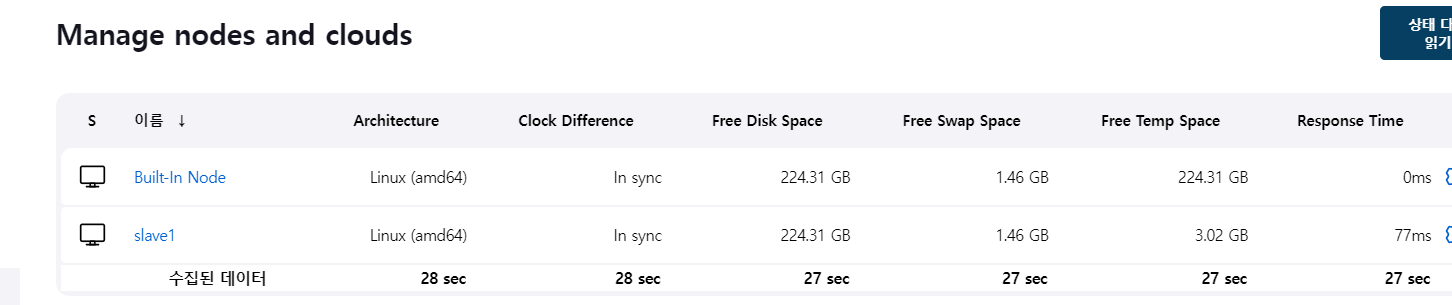 Manage nodes and clouds
상태 다
읽기
S 이름 ↓ Architecture Clock Difference Free Disk Space Free Swap Space Free Temp Space Response Time
Built-In Node Linux (amd64) In sync 224.31 GB 1.46 GB 224.31 GB 0ms
slave1 Linux (amd64) In sync 224.31 GB 1.46 GB 3.02 GB 77ms
수집된 데이터 28 sec 28 sec 27 sec 27 sec 27 sec 27 sec